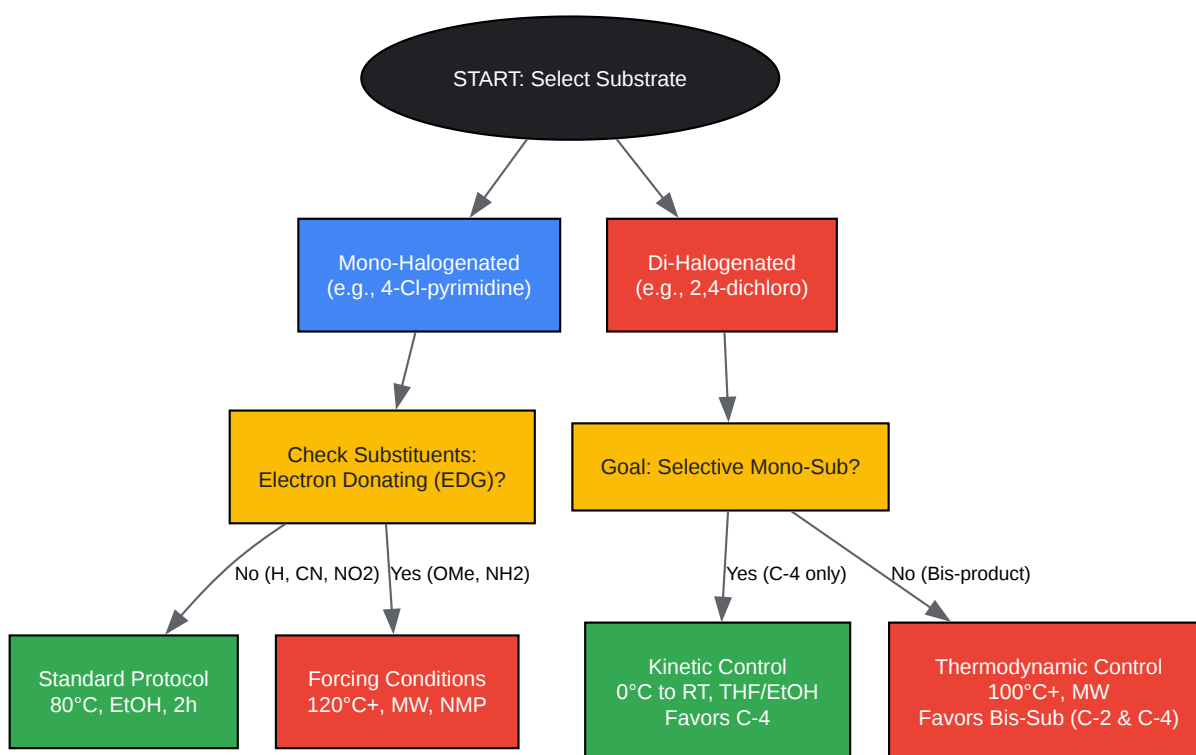 START: Select Substrate
Mono-Halogenated
(e.g., 4-Cl-pyrimidine)
Di-Halogenated
(e.g., 2,4-dichloro)
Check Substituents:
Electron Donating (EDG)?
Goal: Selective Mono-Sub?
No (H, CN, NO2)
Yes (OMe, NH2)
Yes (C-4 only)
No (Bis-product)
Standard Protocol
80°C, EtOH, 2h
Forcing Conditions
120°C+, MW, NMP
Kinetic Control
0°C to RT, THF/EtOH
Favors C-4
Thermodynamic Control
100°C+, MW
Favors Bis-Sub (C-2 & C-4)